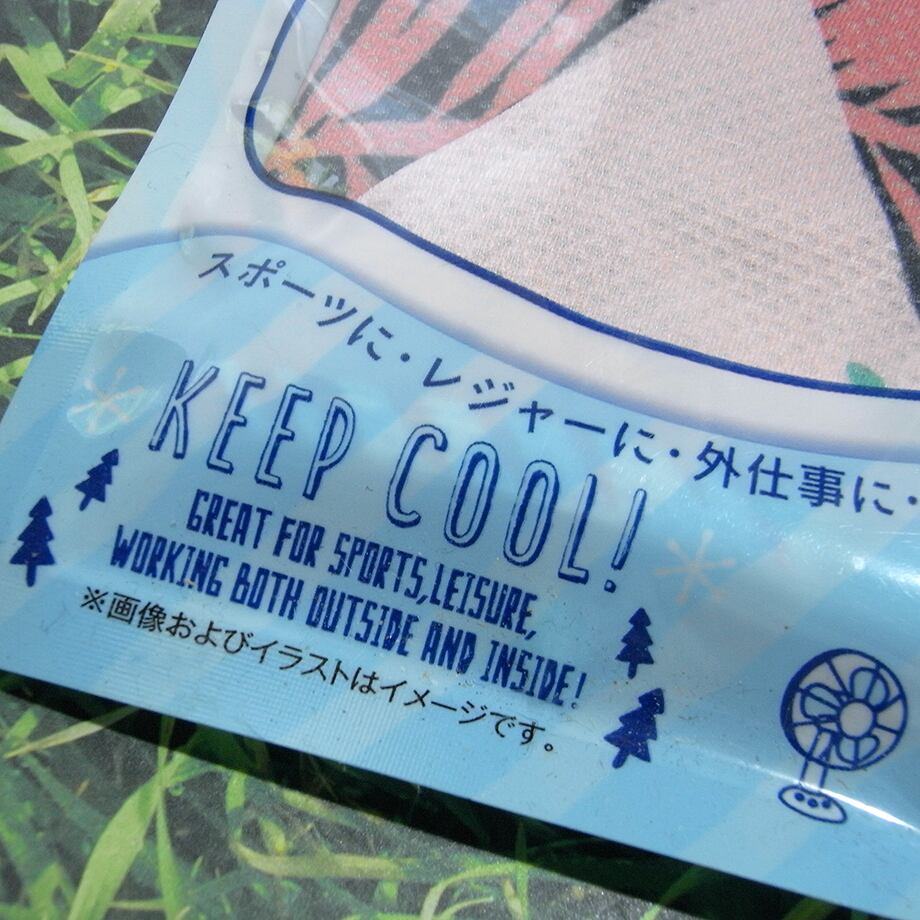 スポーツに・レジャーに・外仕事に・
KEEP COOL!
GREAT FOR SPORTS,LEISURE,
WORKING BOTH OUTSIDE AND INSIDE!
※画像およびイラストはイメージです。